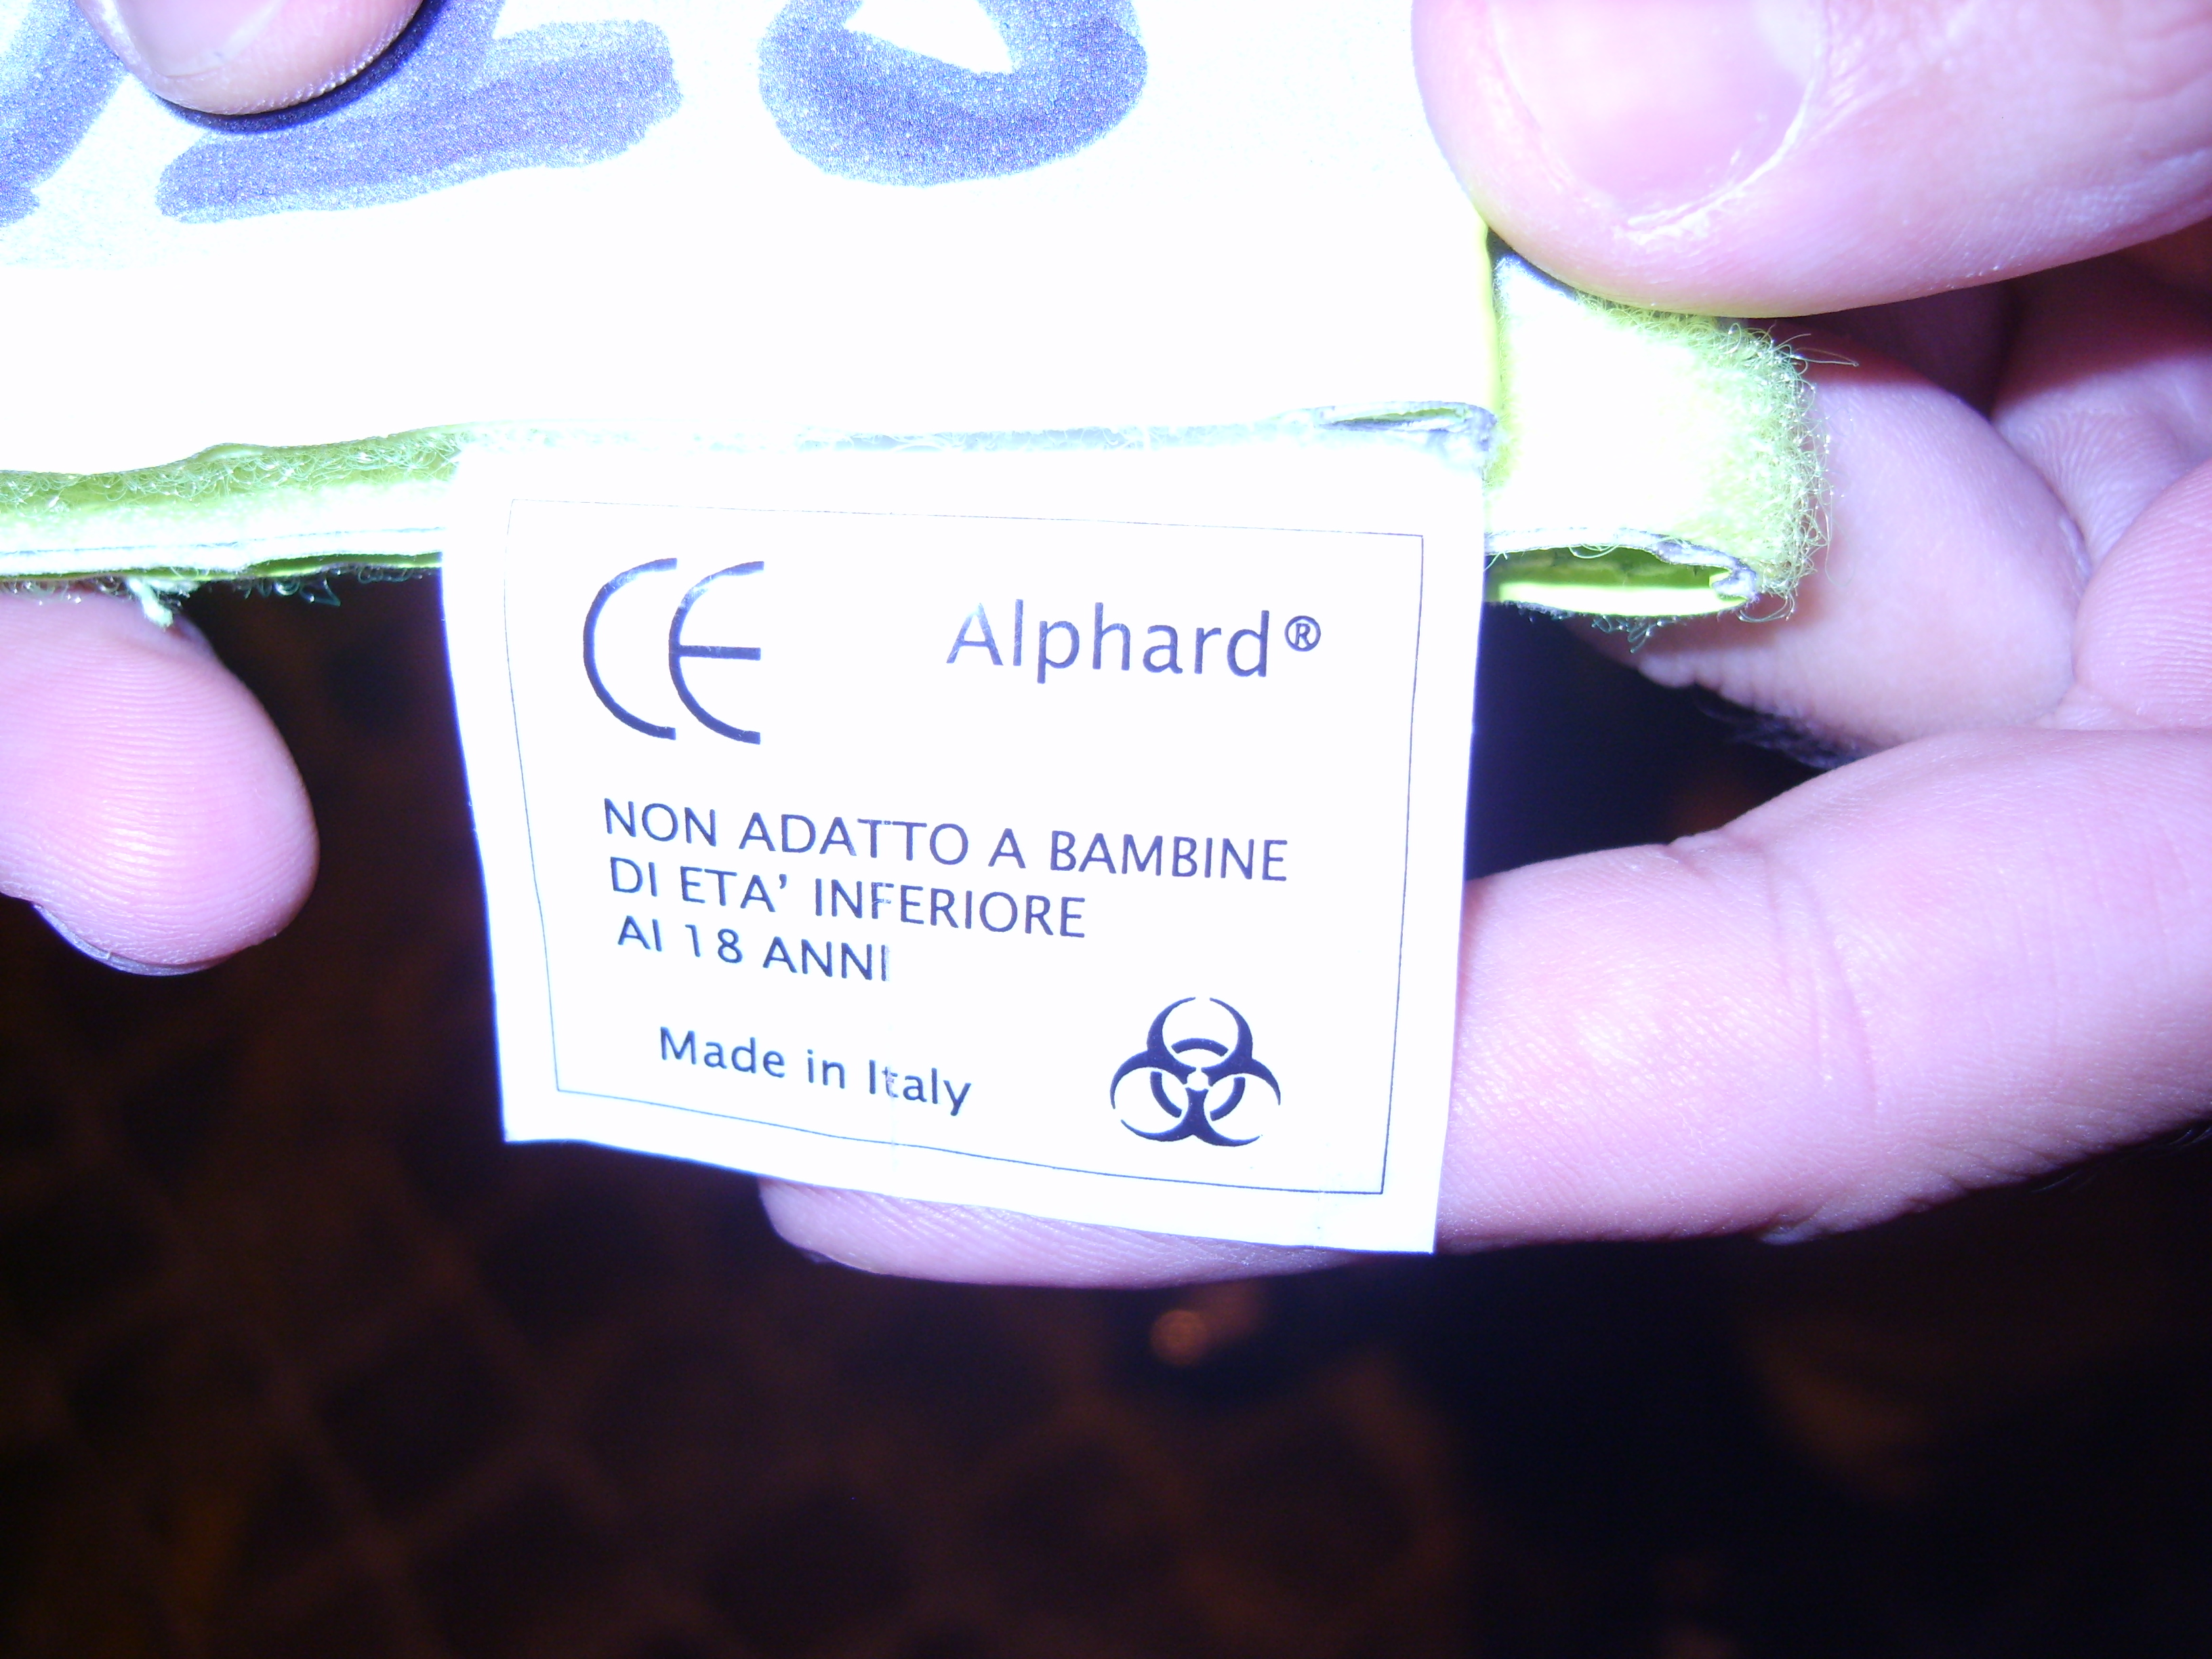 CE Alphard®
NON ADATTO A BAMBINE
DI ETA' INFERIORE
AI 18 ANNI
Made in Italy